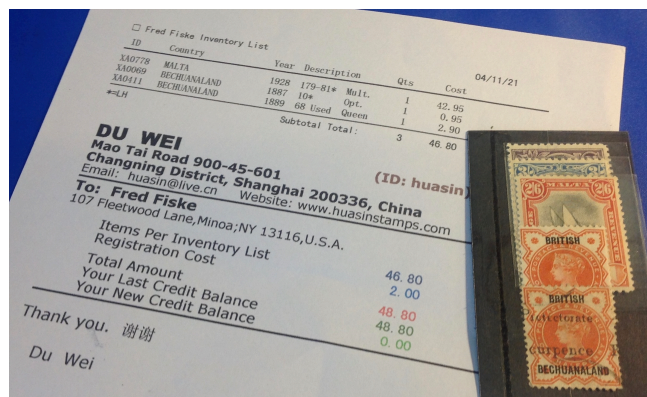 □ Fred Fiske Inventory List
04/11/21
ID Country Year Description Qts Cost
XA0778 MALTA 1928 179-81* Mult. 1 42.95
XA0069 BECHUANALAND 1887 10* Opt. 1 0.95
XA0411 BECHUANALAND 1889 68 Used Queen 1 2.90
*=LH
Subtotal Total: 3 46.80
DU WEI (ID: huasin)
Mao Tai Road 900-45-601
Changning District, Shanghai 200336, China
Email: huasin@live.cn Website: www.huasinstamps.com
To: Fred Fiske
107 Fleetwood Lane,Minoa;NY 13116,U.S.A.
Items Per Inventory List 46.80
Registration Cost 2.00
Total Amount 48.80
Your Last Credit Balance 48.80
Your New Credit Balance 0.00
Thank you. 谢谢
Du Wei
2/6 MALTA 2/6
BRITISH
BRITISH
Protectorate
BECHUANALAND